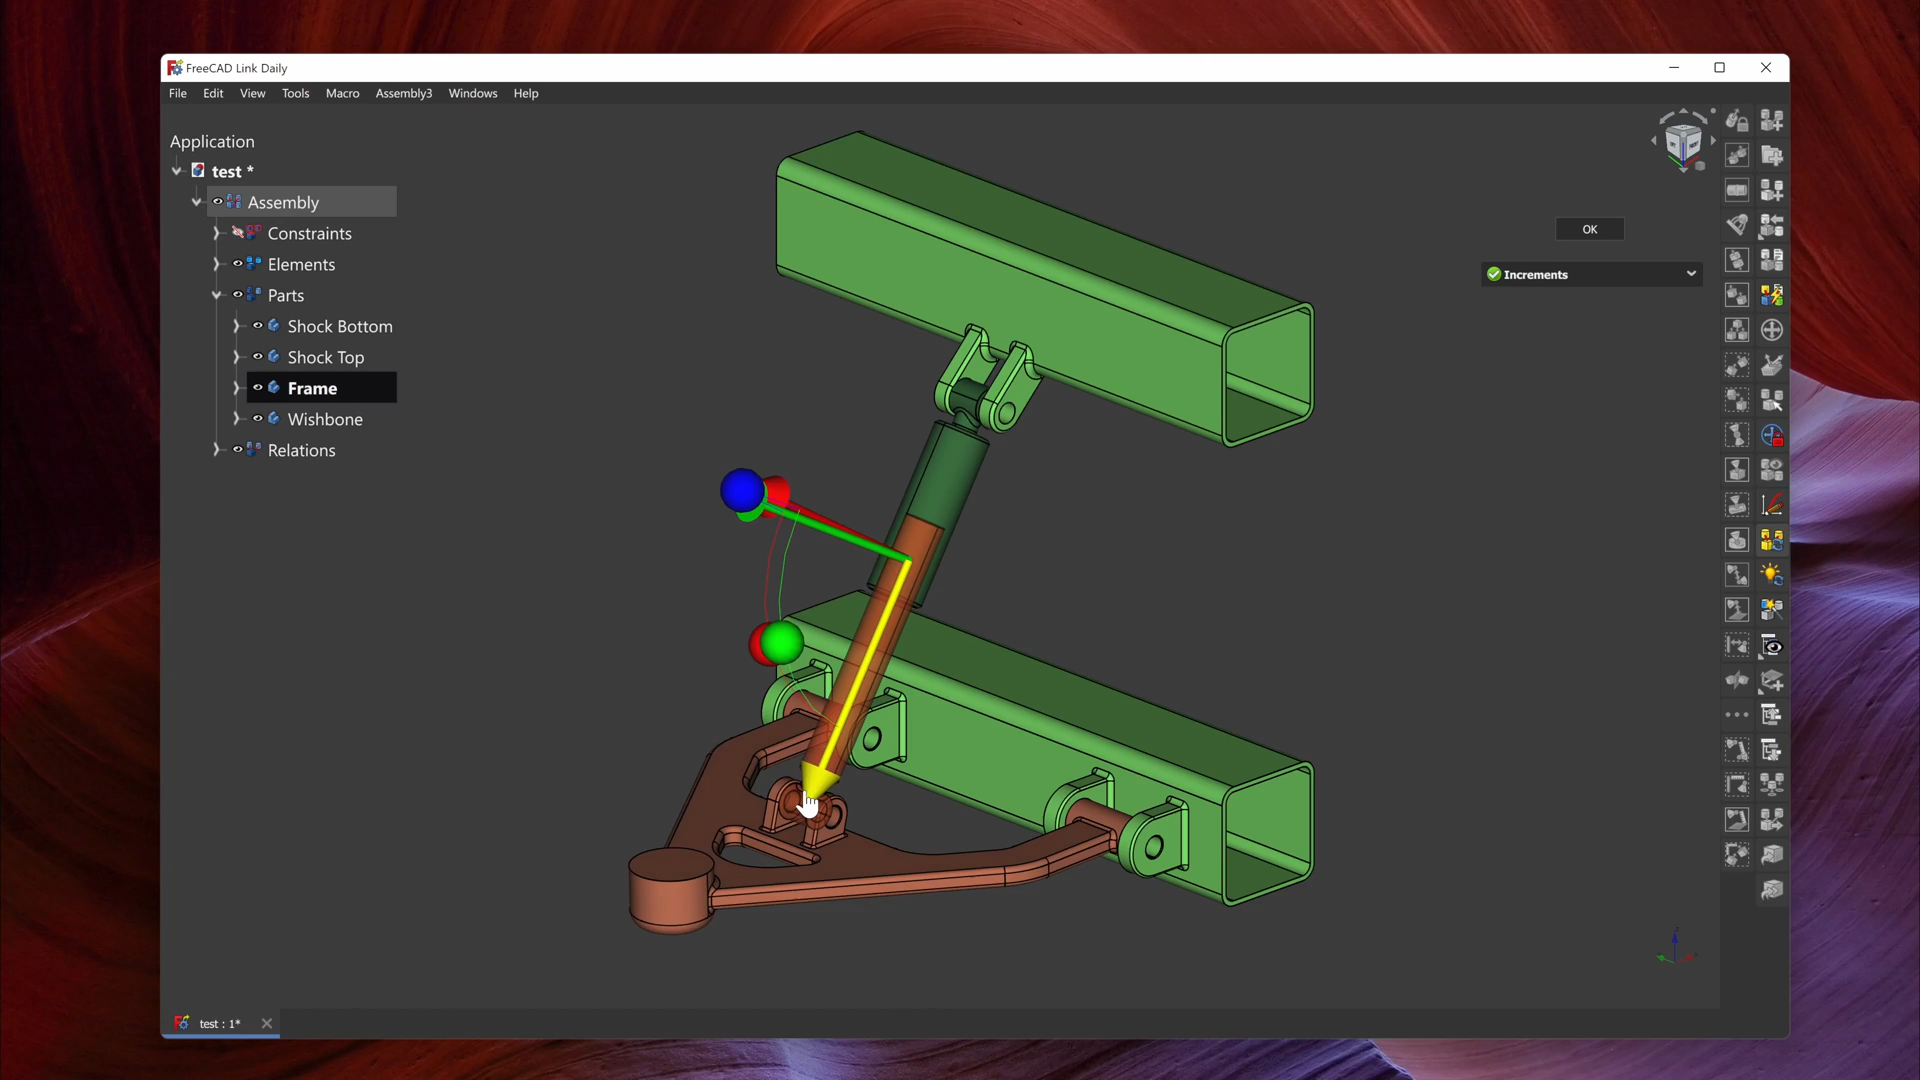 FreeCAD Link Daily
File Edit View Tools Macro Assembly3 Windows Help
Application
test *
Assembly
Constraints
Elements
Parts
Shock Bottom
Shock Top
Frame
Wishbone
Relations
OK
Increments
test : 1*